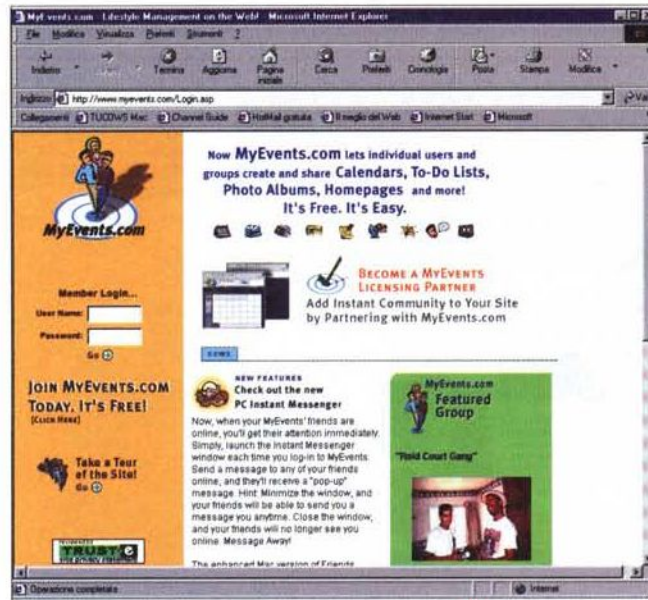 MyEvents.com - Lifestyle Management on the Web! - Microsoft Internet Explorer
File Modifica Visualizza Preferiti Strumenti ?
Indietro Termina Aggiorna Pagina iniziale Cerca Preferiti Cronologia Posta Stampa Modifica
Indirizzo http://www.myevents.com/Login.asp Vai
Collegamenti TUCOWS Mac Channel Guide HotMail gratuita Il meglio del Web Internet Start Microsoft
MyEvents.com
Member Login...
User Name:
Password:
Go
JOIN MYEVENTS.COM
TODAY. IT'S FREE!
[CLICK HERE]
Take a Tour
of the Site!
Go
TRUSTe
Now MyEvents.com lets individual users and
groups create and share Calendars, To-Do Lists,
Photo Albums, Homepages and more!
It's Free. It's Easy.
BECOME A MYEVENTS
LICENSING PARTNER
Add Instant Community to Your Site
by Partnering with MyEvents.com
NEWS
NEW FEATURES
Check out the new
PC Instant Messenger
Now, when your MyEvents' friends are
online, you'll get their attention immediately.
Simply, launch the Instant Messenger
window each time you log-in to MyEvents.
Send a message to any of your friends
online, and they'll receive a "pop-up"
message. Hint: Minimize the window, and
your friends will be able to send you a
message you anytime. Close the window,
and your friends will no longer see you
online. Message Away!
The enhanced Mac version of Friends
MyEvents.com
Featured
Group
"Reid Court Gang"
Operazione completata
Internet